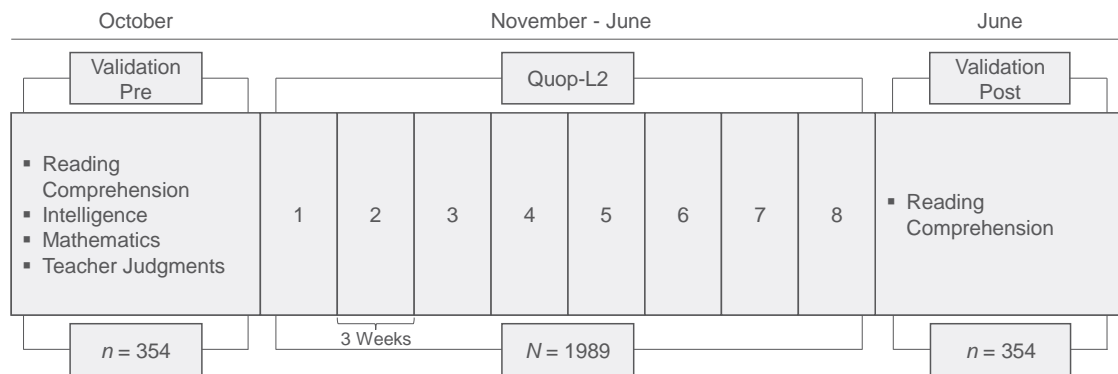 October
November - June
June
Validation
Pre
Quop-L2
Validation
Post
▪ Reading
Comprehension
▪ Intelligence
▪ Mathematics
▪ Teacher Judgments
1
2
3
4
5
6
7
8
▪ Reading
Comprehension
3 Weeks
n = 354
N = 1989
n = 354